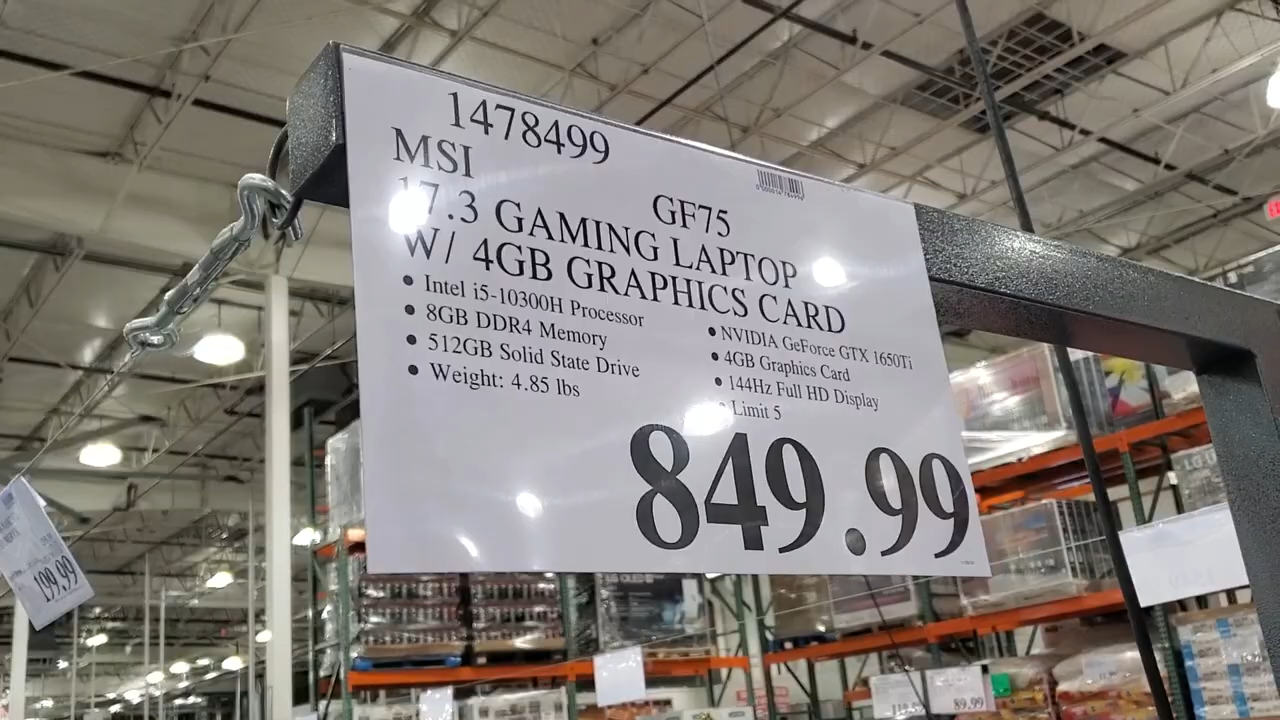 1478499
MSI
GF75
17.3 GAMING LAPTOP
W/ 4GB GRAPHICS CARD
• Intel i5-10300H Processor
• 8GB DDR4 Memory
• 512GB Solid State Drive
• Weight: 4.85 lbs
• NVIDIA GeForce GTX 1650Ti
• 4GB Graphics Card
• 144Hz Full HD Display
• Limit 5
849.99
199.99
89.99